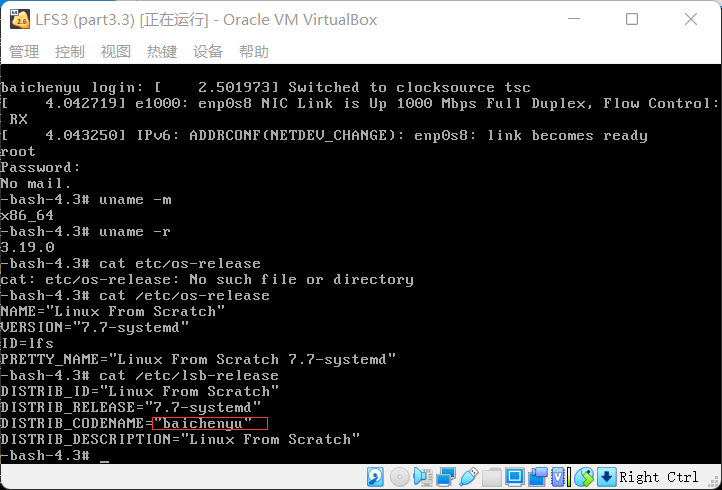 LFS3 (part3.3) [正在运行] - Oracle VM VirtualBox
管理 控制 视图 热键 设备 帮助
baichenyu login: [    2.501973] Switched to clocksource tsc
[    4.042719] e1000: enp0s8 NIC Link is Up 1000 Mbps Full Duplex, Flow Control:
 RX
[    4.043250] IPv6: ADDRCONF(NETDEV_CHANGE): enp0s8: link becomes ready
root
Password:
No mail.
-bash-4.3# uname -m
x86_64
-bash-4.3# uname -r
3.19.0
-bash-4.3# cat etc/os-release
cat: etc/os-release: No such file or directory
-bash-4.3# cat /etc/os-release
NAME="Linux From Scratch"
VERSION="7.7-systemd"
ID=lfs
PRETTY_NAME="Linux From Scratch 7.7-systemd"
-bash-4.3# cat /etc/lsb-release
DISTRIB_ID="Linux From Scratch"
DISTRIB_RELEASE="7.7-systemd"
DISTRIB_CODENAME="baichenyu"
DISTRIB_DESCRIPTION="Linux From Scratch"
-bash-4.3# _
Right Ctrl